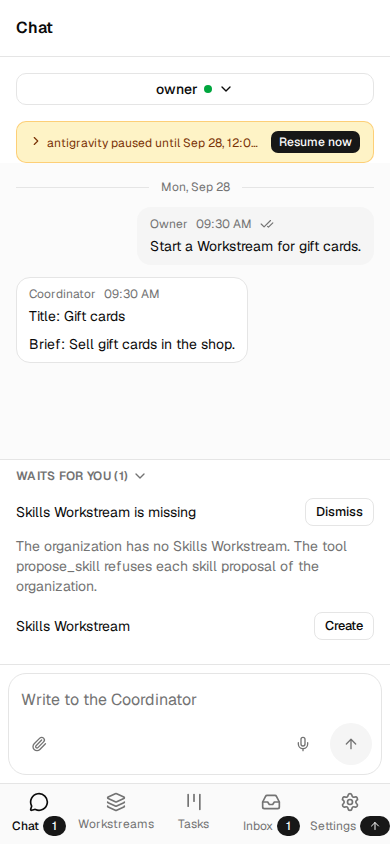 Chat
owner
antigravity paused until Sep 28, 12:0…
Resume now
Mon, Sep 28
Owner 09:30 AM
Start a Workstream for gift cards.
Coordinator 09:30 AM
Title: Gift cards
Brief: Sell gift cards in the shop.
WAITS FOR YOU (1)
Skills Workstream is missing
Dismiss
The organization has no Skills Workstream. The tool
propose_skill refuses each skill proposal of the
organization.
Skills Workstream
Create
Write to the Coordinator
Chat 1
Workstreams
Tasks
Inbox 1
Settings